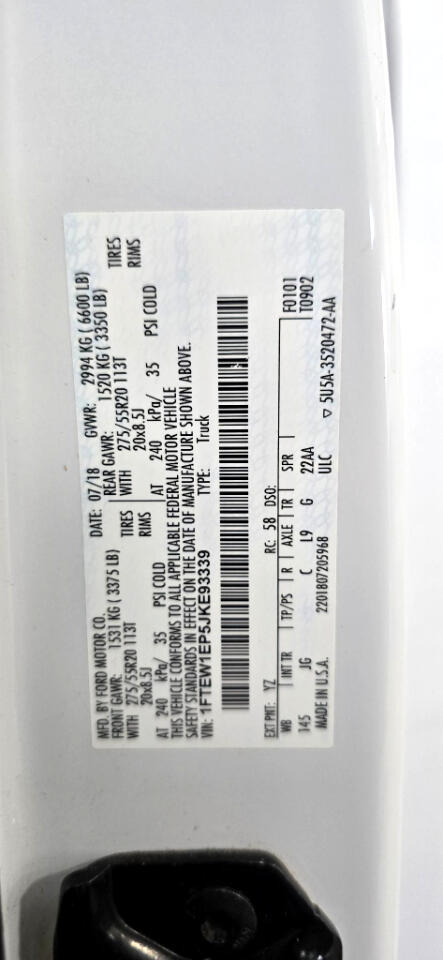 MFD. BY FORD MOTOR CO. DATE: 07/18 GVWR: 2994 KG ( 6600 LB)
FRONT GAWR: 1531 KG ( 3375 LB) REAR GAWR: 1520 KG ( 3350 LB)
WITH 275/55R20 113T TIRES WITH 275/55R20 113T TIRES
20x8.5J RIMS 20x8.5J RIMS
AT 240 kPa/ 35 PSI COLD AT 240 kPa/ 35 PSI COLD
THIS VEHICLE CONFORMS TO ALL APPLICABLE FEDERAL MOTOR VEHICLE
SAFETY STANDARDS IN EFFECT ON THE DATE OF MANUFACTURE SHOWN ABOVE.
VIN: 1FTEW1EP5JKE93339 TYPE: Truck
EXT PNT: YZ RC: 58 DSO: F0101
WB INT TR TP/PS R AXLE TR SPR T0902
145 JG C L9 G 22AA
MADE IN U.S.A. 2201807205968 ULC ▽ 5U5A-3520472-AA